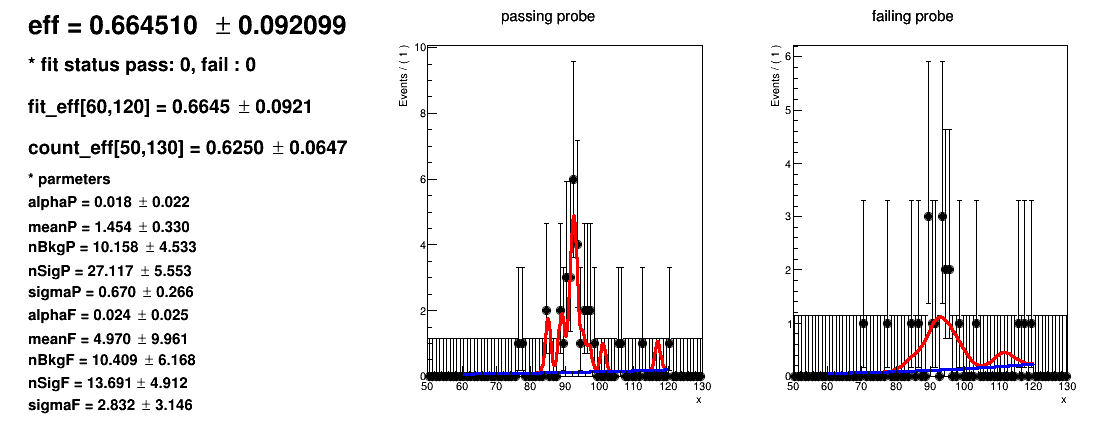 eff = 0.664510 ± 0.092099
* fit status pass: 0, fail : 0
fit_eff[60,120] = 0.6645 ± 0.0921
count_eff[50,130] = 0.6250 ± 0.0647
* parmeters
alphaP = 0.018 ± 0.022
meanP = 1.454 ± 0.330
nBkgP = 10.158 ± 4.533
nSigP = 27.117 ± 5.553
sigmaP = 0.670 ± 0.266
alphaF = 0.024 ± 0.025
meanF = 4.970 ± 9.961
nBkgF = 10.409 ± 6.168
nSigF = 13.691 ± 4.912
sigmaF = 2.832 ± 3.146
passing probe
Events / ( 1 )
10
8
6
4
2
0
50 60 70 80 90 100 110 120 130
x
failing probe
Events / ( 1 )
6
5
4
3
2
1
0
50 60 70 80 90 100 110 120 130
x